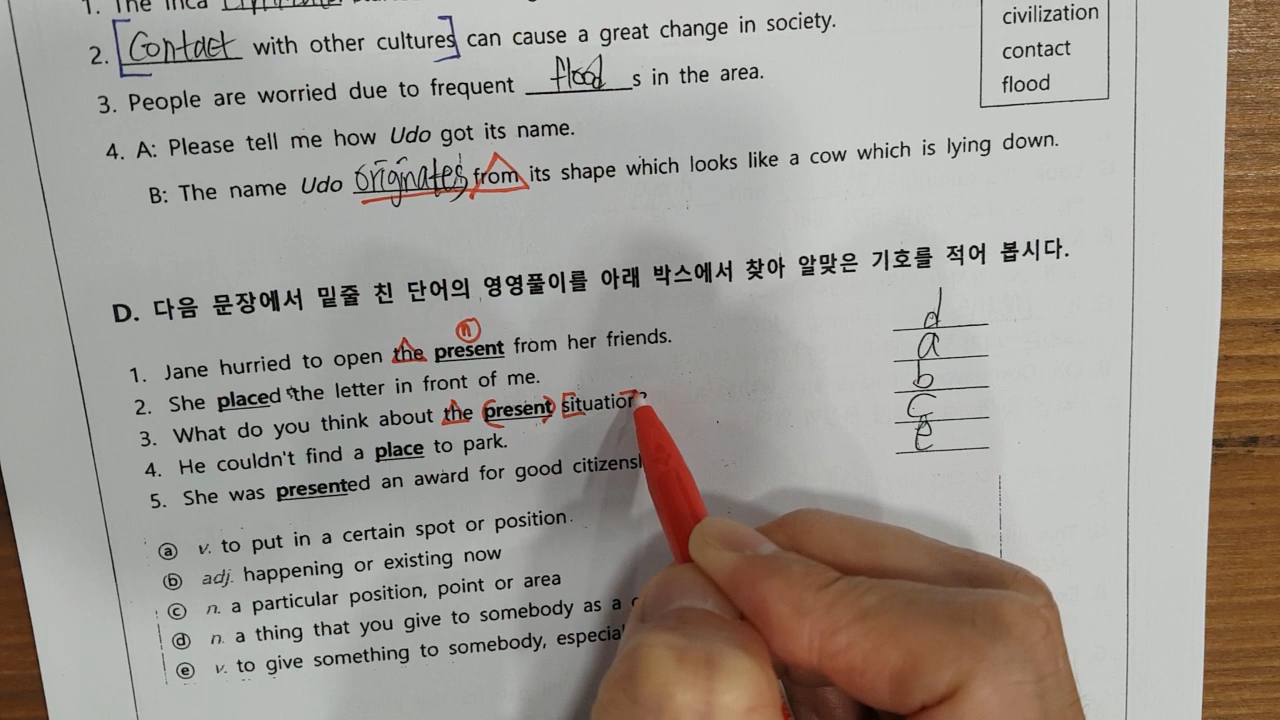 1. The Inca
2. Contact with other cultures can cause a great change in society.
3. People are worried due to frequent floods in the area.
4. A: Please tell me how Udo got its name.
B: The name Udo originates from its shape which looks like a cow which is lying down.
civilization
contact
flood
D. 다음 문장에서 밑줄 친 단어의 영영풀이를 아래 박스에서 찾아 알맞은 기호를 적어 봅시다.
n
1. Jane hurried to open the present from her friends. d
2. She placed the letter in front of me. a
3. What do you think about the present situation? b
4. He couldn't find a place to park. c
5. She was presented an award for good e
ⓐ v. to put in a certain spot or position.
ⓑ adj. happening or existing now
ⓒ n. a particular position, point or area
ⓓ n. a thing that you give to somebody as a
ⓔ v. to give something to somebody,